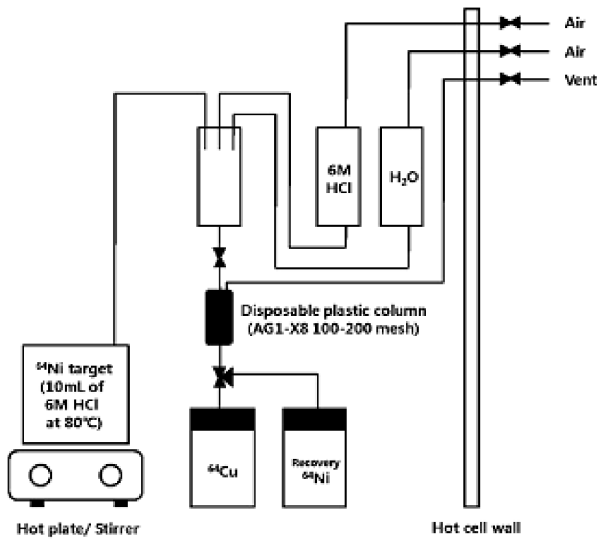 Air
Air
Vent
6M
HCl
H₂O
Disposable plastic column
(AG1-X8 100-200 mesh)
⁶⁴Ni target
(10mL of
6M HCl
at 80℃)
⁶⁴Cu
Recovery
⁶⁴Ni
Hot plate/ Stirrer
Hot cell wall